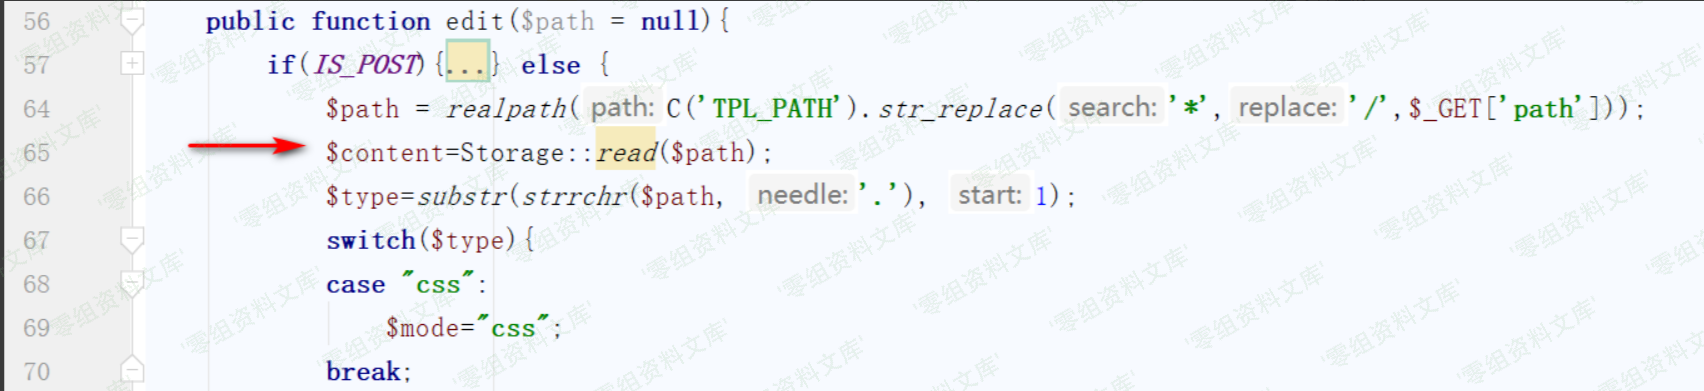 56 public function edit($path = null){
57 if(IS_POST){...} else {
64 $path = realpath( path: C('TPL_PATH').str_replace( search: '*', replace: '/',$_GET['path']));
65 $content=Storage::read($path);
66 $type=substr(strrchr($path, needle: '.'), start: 1);
67 switch($type){
68 case "css":
69 $mode="css";
70 break;
'零组资料文库'